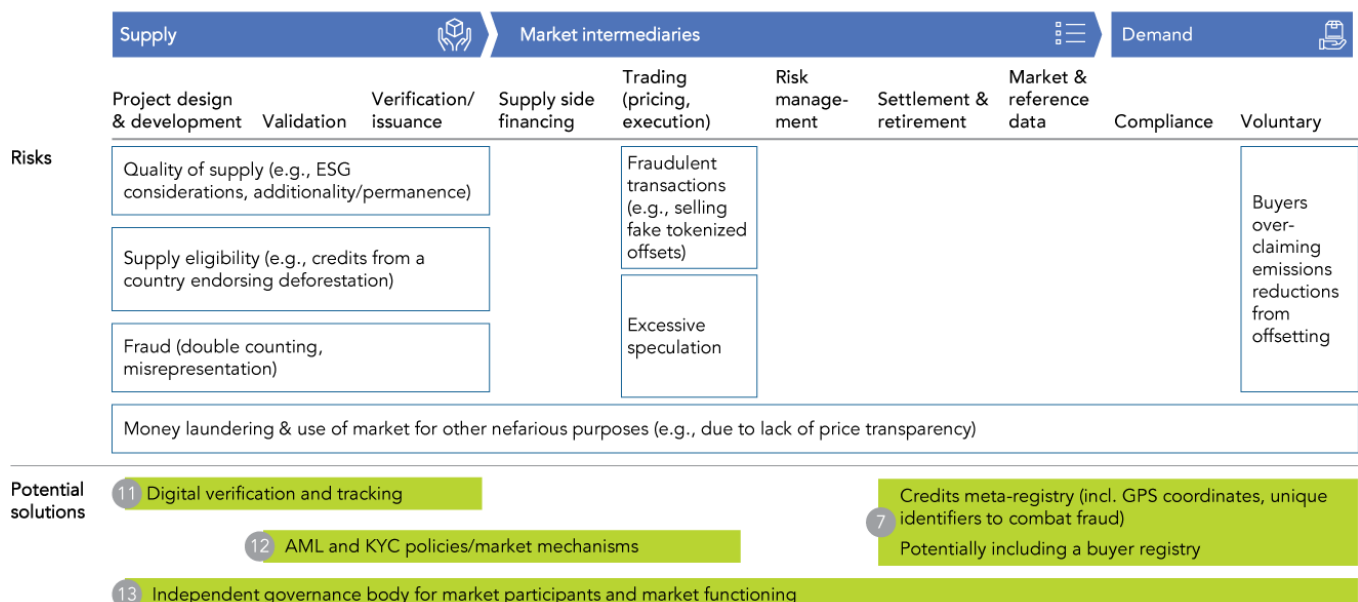 Supply
Market intermediaries
Demand
Project design
& development
Validation
Verification/
issuance
Supply side
financing
Trading
(pricing,
execution)
Risk
manage-
ment
Settlement &
retirement
Market &
reference
data
Compliance
Voluntary
Risks
Quality of supply (e.g., ESG
considerations, additionality/permanence)
Supply eligibility (e.g., credits from a
country endorsing deforestation)
Fraud (double counting,
misrepresentation)
Fraudulent
transactions
(e.g., selling
fake tokenized
offsets)
Excessive
speculation
Buyers
over-
claiming
emissions
reductions
from
offsetting
Money laundering & use of market for other nefarious purposes (e.g., due to lack of price transparency)
Potential
solutions
11 Digital verification and tracking
7
Credits meta-registry (incl. GPS coordinates, unique
identifiers to combat fraud)
Potentially including a buyer registry
12 AML and KYC policies/market mechanisms
13 Independent governance body for market participants and market functioning